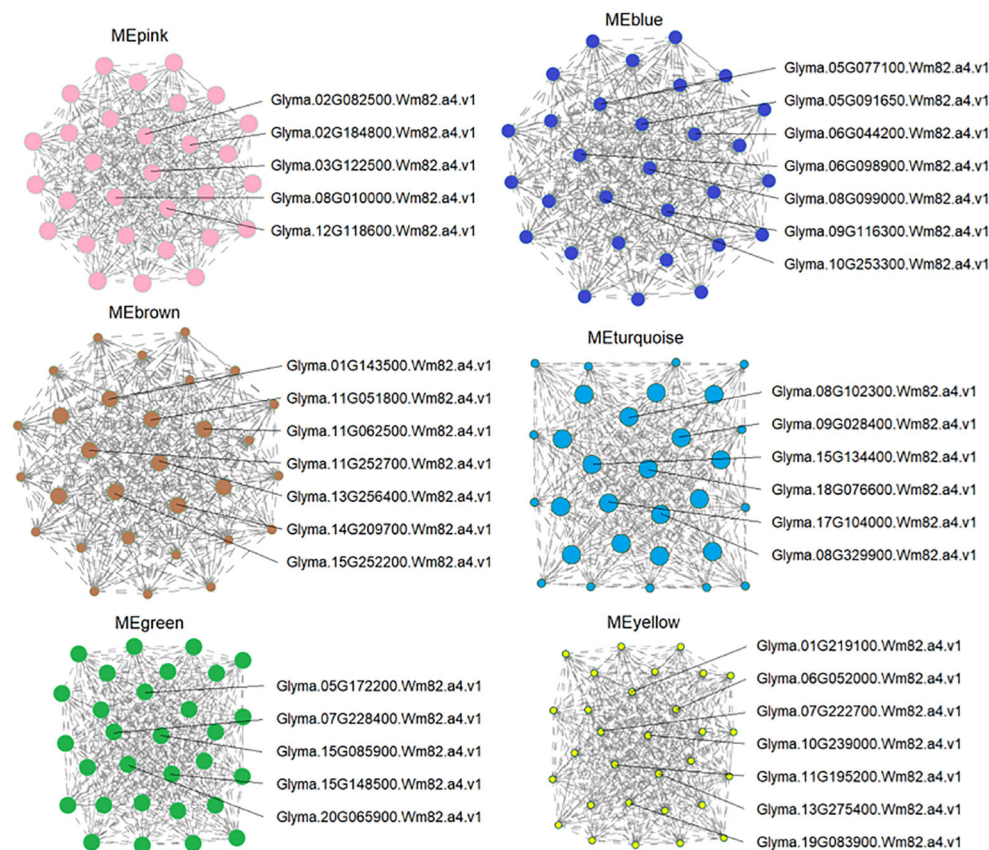 MEpink
Glyma.02G082500.Wm82.a4.v1
Glyma.02G184800.Wm82.a4.v1
Glyma.03G122500.Wm82.a4.v1
Glyma.08G010000.Wm82.a4.v1
Glyma.12G118600.Wm82.a4.v1
MEblue
Glyma.05G077100.Wm82.a4.v1
Glyma.05G091650.Wm82.a4.v1
Glyma.06G044200.Wm82.a4.v1
Glyma.06G098900.Wm82.a4.v1
Glyma.08G099000.Wm82.a4.v1
Glyma.09G116300.Wm82.a4.v1
Glyma.10G253300.Wm82.a4.v1
MEbrown
Glyma.01G143500.Wm82.a4.v1
Glyma.11G051800.Wm82.a4.v1
Glyma.11G062500.Wm82.a4.v1
Glyma.11G252700.Wm82.a4.v1
Glyma.13G256400.Wm82.a4.v1
Glyma.14G209700.Wm82.a4.v1
Glyma.15G252200.Wm82.a4.v1
MEturquoise
Glyma.08G102300.Wm82.a4.v1
Glyma.09G028400.Wm82.a4.v1
Glyma.15G134400.Wm82.a4.v1
Glyma.18G076600.Wm82.a4.v1
Glyma.17G104000.Wm82.a4.v1
Glyma.08G329900.Wm82.a4.v1
MEgreen
Glyma.05G172200.Wm82.a4.v1
Glyma.07G228400.Wm82.a4.v1
Glyma.15G085900.Wm82.a4.v1
Glyma.15G148500.Wm82.a4.v1
Glyma.20G065900.Wm82.a4.v1
MEyellow
Glyma.01G219100.Wm82.a4.v1
Glyma.06G052000.Wm82.a4.v1
Glyma.07G222700.Wm82.a4.v1
Glyma.10G239000.Wm82.a4.v1
Glyma.11G195200.Wm82.a4.v1
Glyma.13G275400.Wm82.a4.v1
Glyma.19G083900.Wm82.a4.v1